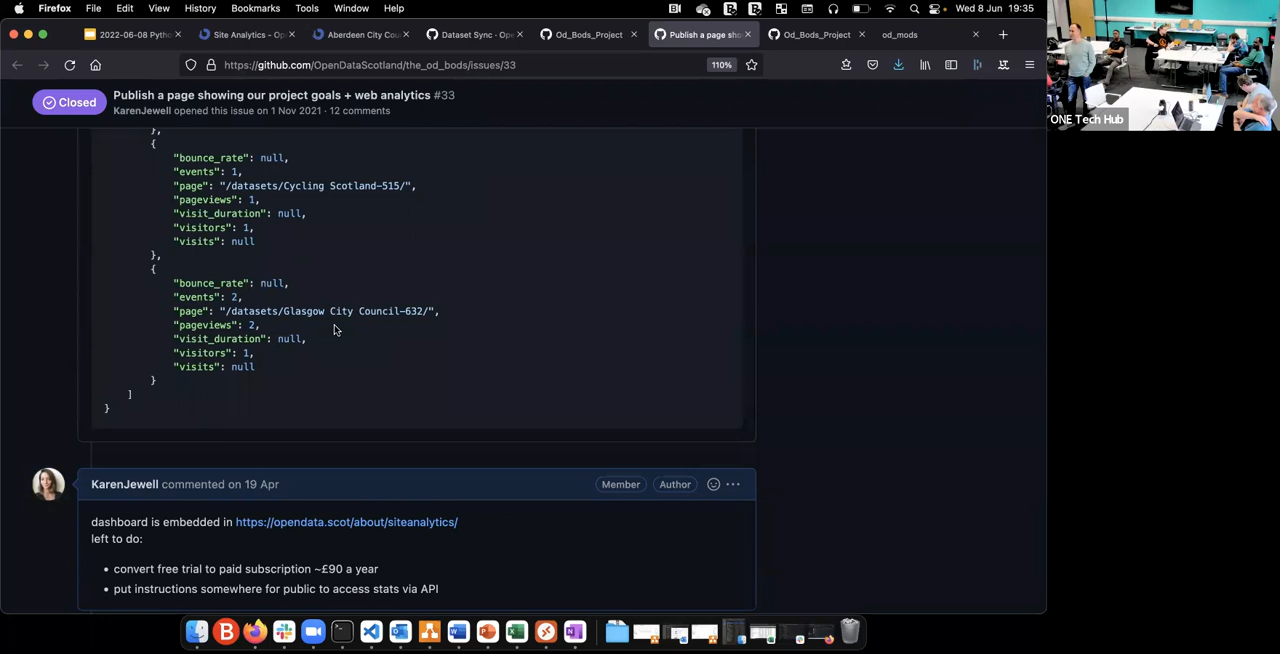 Firefox File Edit View History Bookmarks Tools Window Help Wed 8 Jun 19:35
2022-06-08 Pyth Site Analytics - Op Aberdeen City Cou Dataset Sync - Ope Od_Bods_Project Publish a page sho Od_Bods_Project od_mods
https://github.com/OpenDataScotland/the_od_bods/issues/33 110%
Closed
Publish a page showing our project goals + web analytics #33
KarenJewell opened this issue on 1 Nov 2021 · 12 comments
},
{
"bounce_rate": null,
"events": 1,
"page": "/datasets/Cycling Scotland-515/",
"pageviews": 1,
"visit_duration": null,
"visitors": 1,
"visits": null
},
{
"bounce_rate": null,
"events": 2,
"page": "/datasets/Glasgow City Council-632/",
"pageviews": 2,
"visit_duration": null,
"visitors": 1,
"visits": null
}
]
}
KarenJewell commented on 19 Apr Member Author
dashboard is embedded in https://opendata.scot/about/siteanalytics/
left to do:
• convert free trial to paid subscription ~£90 a year
• put instructions somewhere for public to access stats via API
ONE Tech Hub